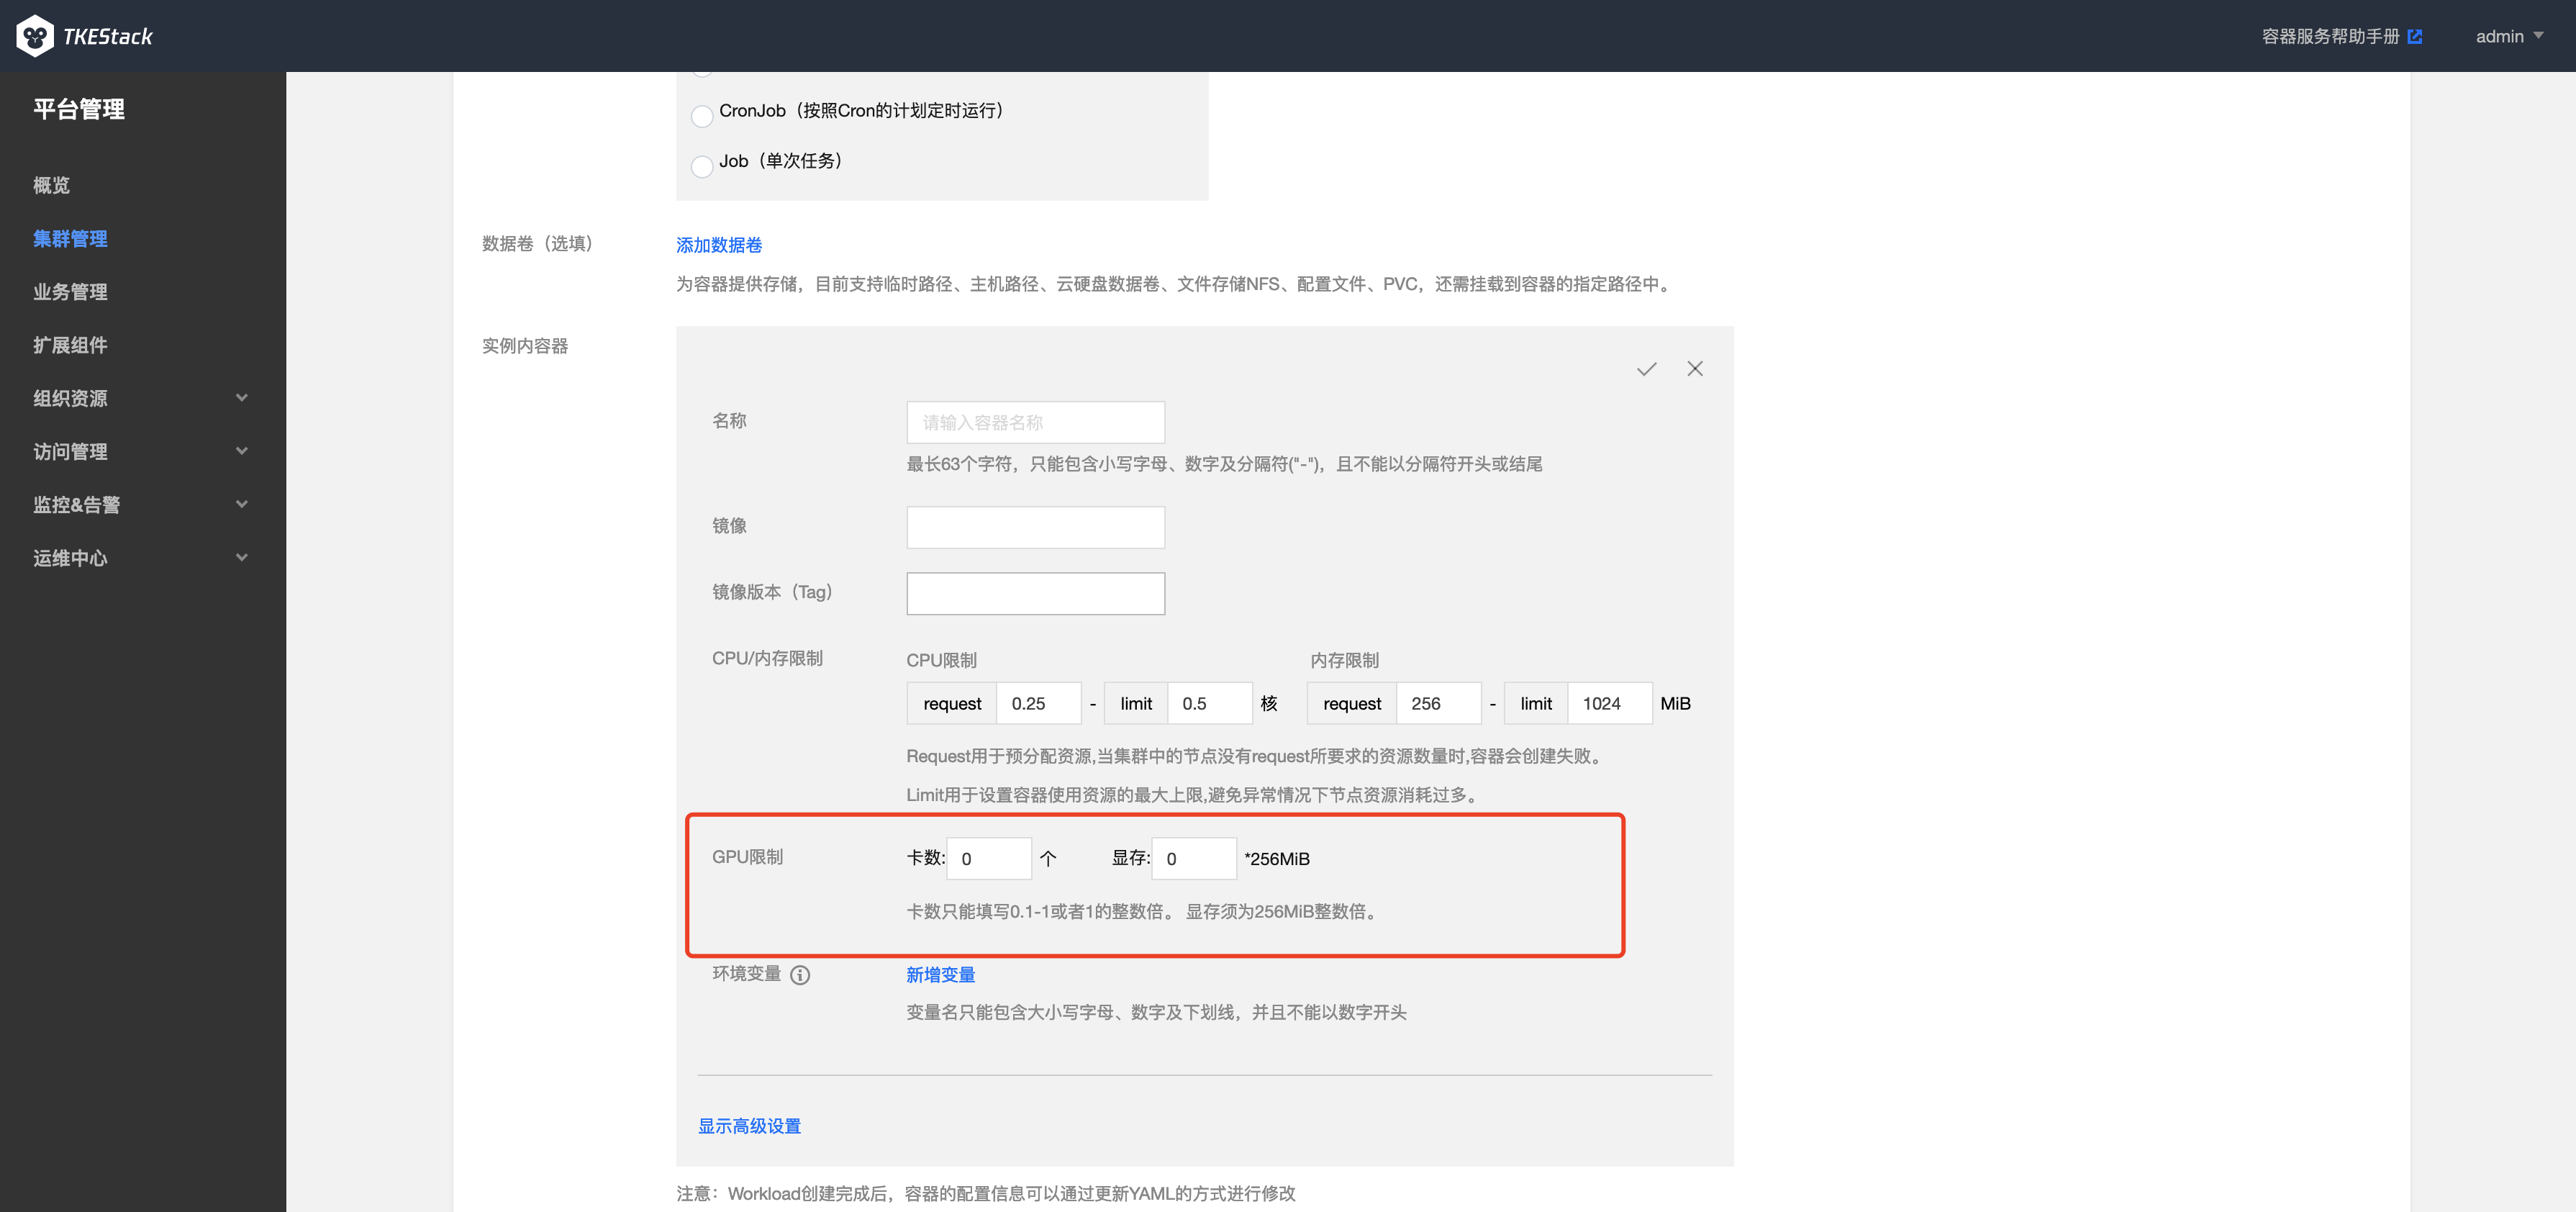 TKEStack
容器服务帮助手册
admin
平台管理
概览
集群管理
业务管理
扩展组件
组织资源
访问管理
监控&告警
运维中心
CronJob（按照Cron的计划定时运行）
Job（单次任务）
数据卷（选填）
添加数据卷
为容器提供存储，目前支持临时路径、主机路径、云硬盘数据卷、文件存储NFS、配置文件、PVC，还需挂载到容器的指定路径中。
实例内容器
名称
请输入容器名称
最长63个字符，只能包含小写字母、数字及分隔符("-")，且不能以分隔符开头或结尾
镜像
镜像版本（Tag）
CPU/内存限制
CPU限制
内存限制
request 0.25 - limit 0.5 核 request 256 - limit 1024 MiB
Request用于预分配资源,当集群中的节点没有request所要求的资源数量时,容器会创建失败。
Limit用于设置容器使用资源的最大上限,避免异常情况下节点资源消耗过多。
GPU限制
卡数: 0 个 显存: 0 *256MiB
卡数只能填写0.1-1或者1的整数倍。 显存须为256MiB整数倍。
环境变量
新增变量
变量名只能包含大小写字母、数字及下划线，并且不能以数字开头
显示高级设置
注意：Workload创建完成后，容器的配置信息可以通过更新YAML的方式进行修改